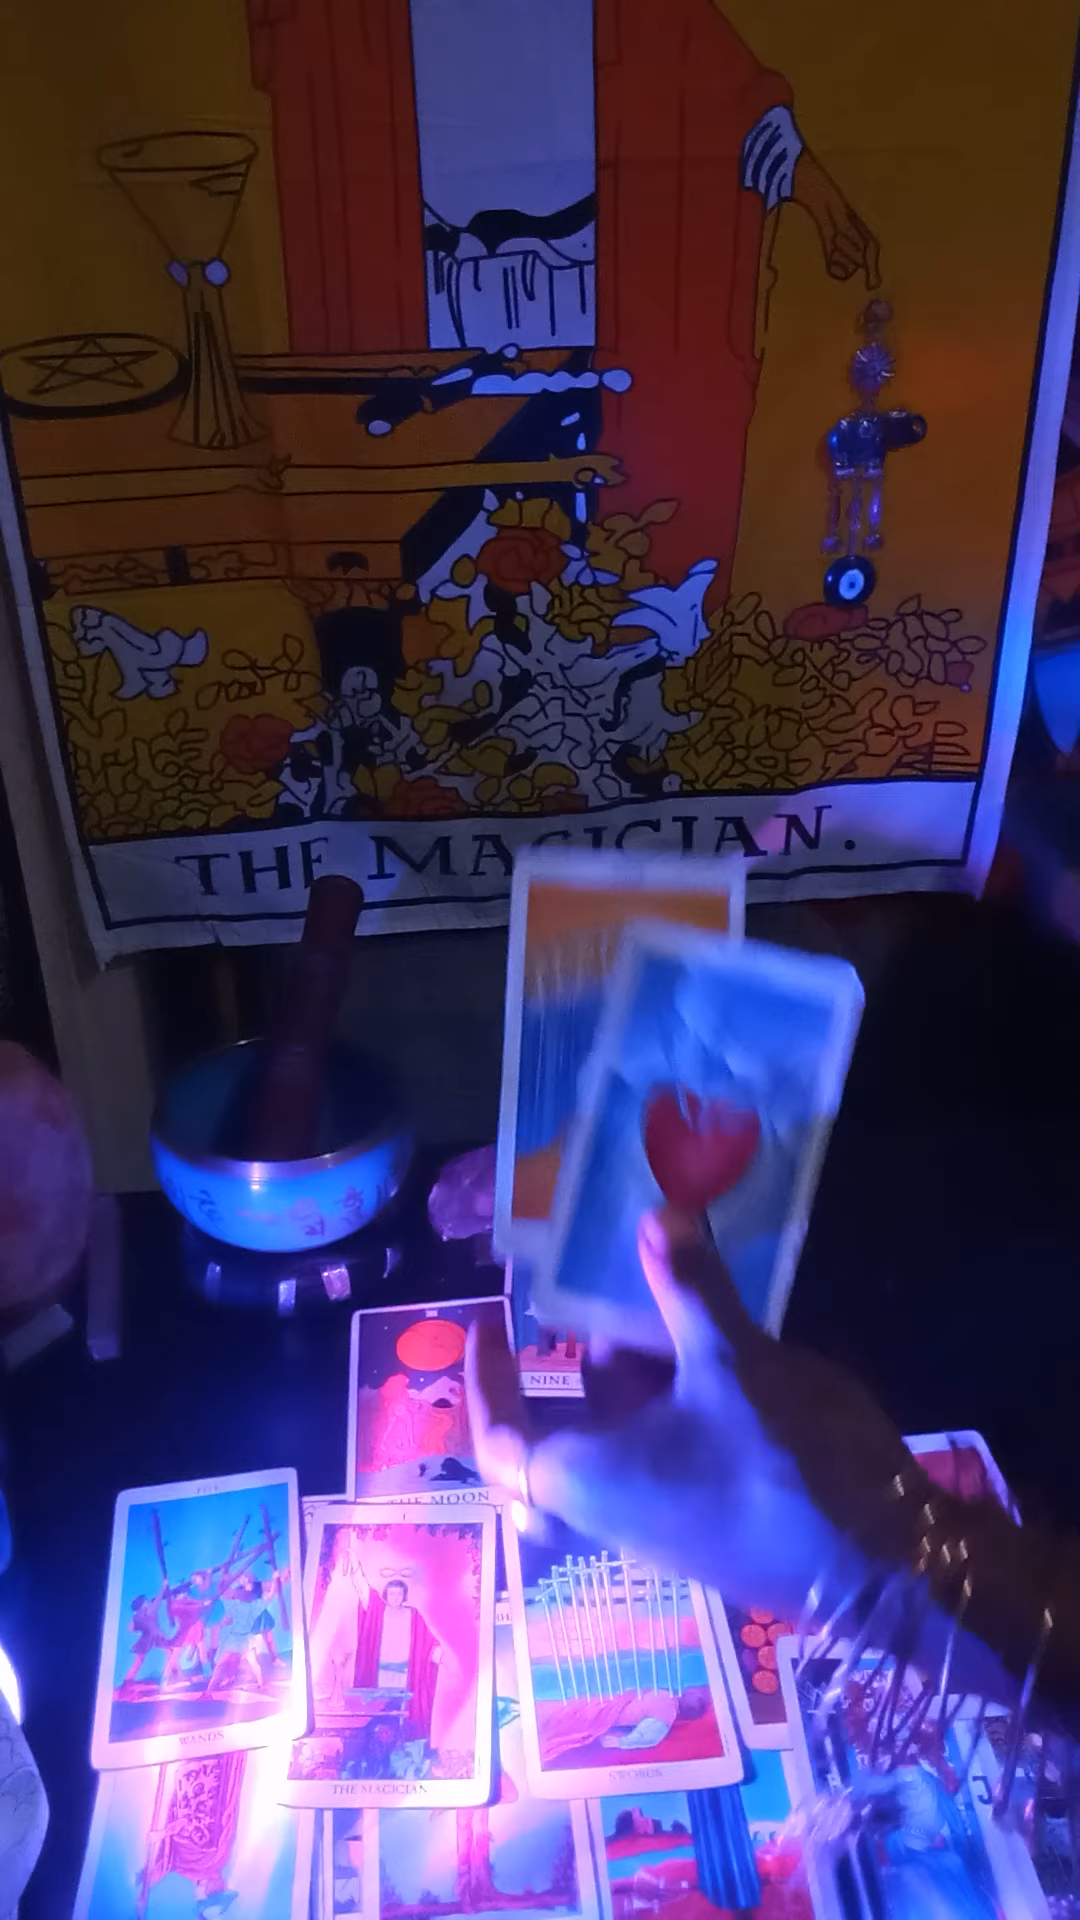 THE MAGICIAN.
NINE
THE MOON
FIVE
WANDS
I
THE MAGICIAN
SWORDS
J